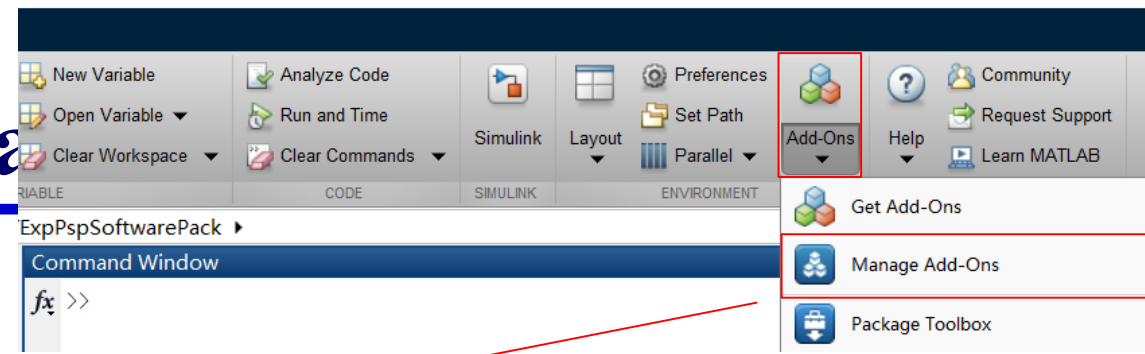 New Variable
Analyze Code
Preferences
Community
Open Variable
Run and Time
Simulink
Layout
Set Path
Add-Ons
Help
Request Support
Clear Workspace
Clear Commands
Parallel
Learn MATLAB
RIABLE
CODE
SIMULINK
ENVIRONMENT
a
Get Add-Ons
ExpPspSoftwarePack
Command Window
Manage Add-Ons
fx >>
Package Toolbox